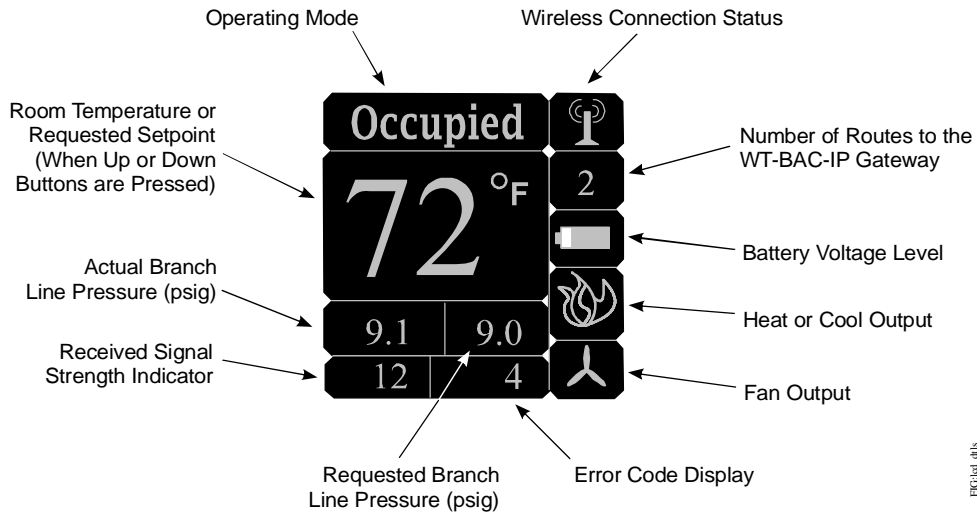 Operating Mode
Wireless Connection Status
Room Temperature or
Requested Setpoint
(When Up or Down
Buttons are Pressed)
Occupied
Number of Routes to the
WT-BAC-IP Gateway
72 °F
2
Battery Voltage Level
Actual Branch
Line Pressure (psig)
9.1
9.0
Heat or Cool Output
Received Signal
Strength Indicator
12
4
Fan Output
Requested Branch
Line Pressure (psig)
Error Code Display
FIG:lcd_dtls